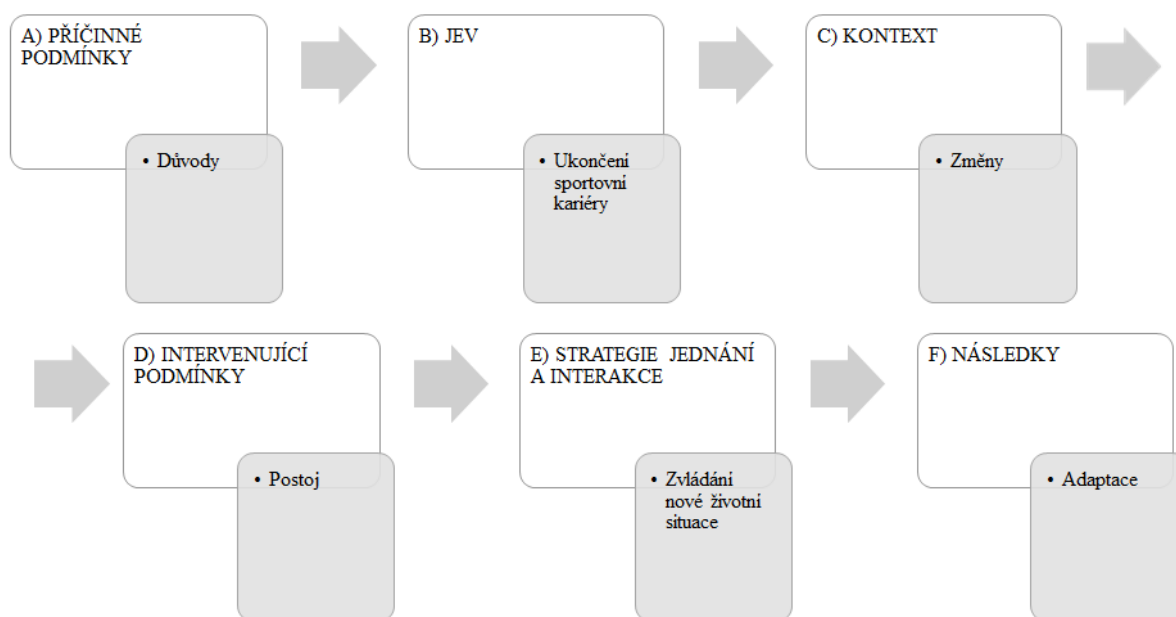 A) PŘÍČINNÉ
PODMÍNKY
• Důvody
B) JEV
• Ukončení
sportovní
kariéry
C) KONTEXT
• Změny
D) INTERVENUJÍCÍ
PODMÍNKY
• Postoj
E) STRATEGIE JEDNÁNÍ
A INTERAKCE
• Zvládání
nové životní
situace
F) NÁSLEDKY
• Adaptace